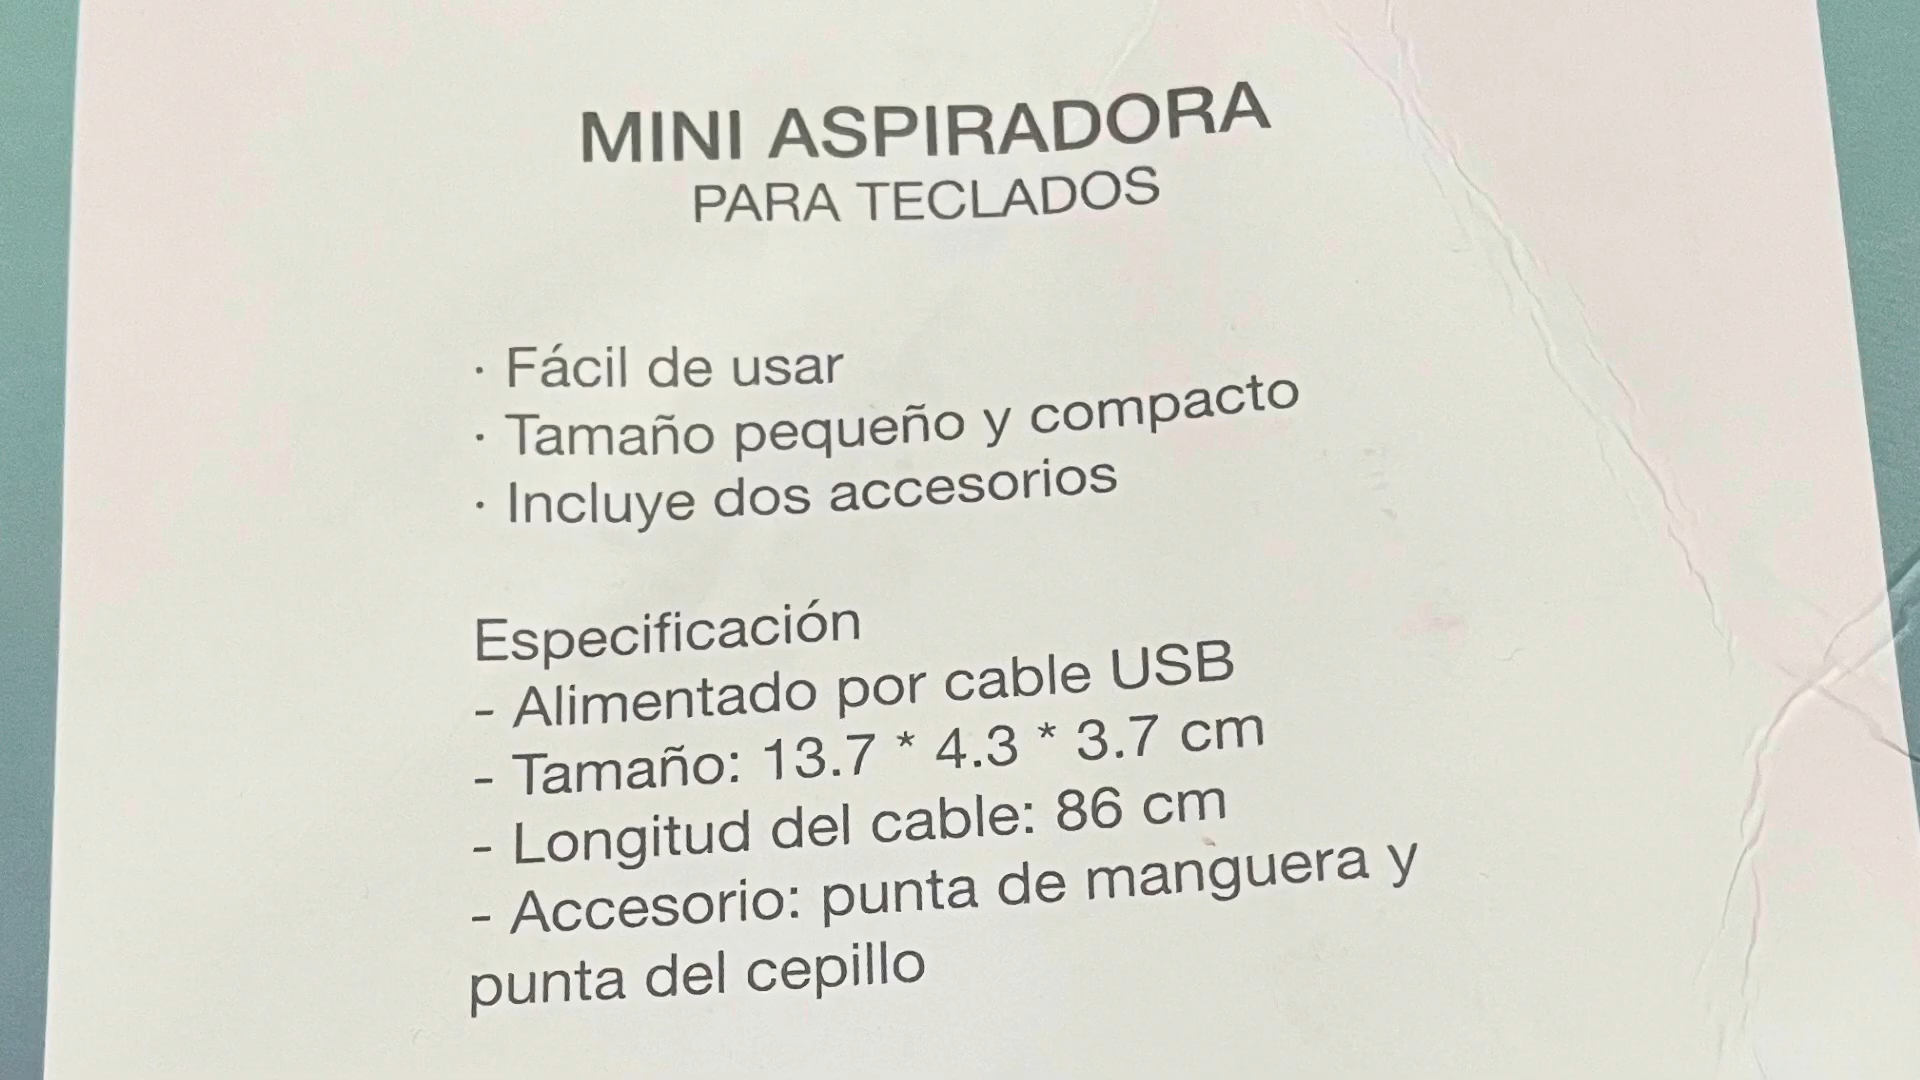 MINI ASPIRADORA
PARA TECLADOS
· Fácil de usar
· Tamaño pequeño y compacto
· Incluye dos accesorios
Especificación
- Alimentado por cable USB
- Tamaño: 13.7 * 4.3 * 3.7 cm
- Longitud del cable: 86 cm
- Accesorio: punta de manguera y
punta del cepillo